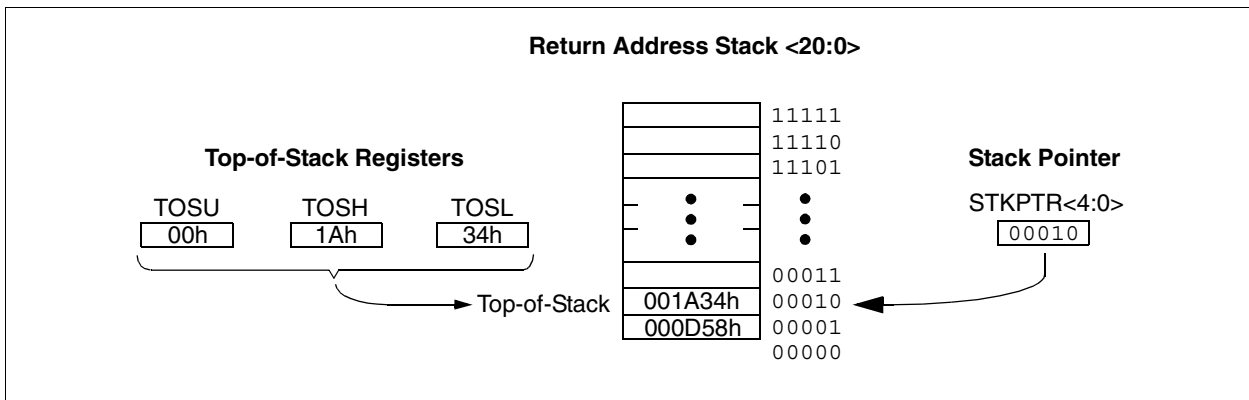 Return Address Stack <20:0>
Top-of-Stack Registers
TOSU TOSH TOSL
00h 1Ah 34h
Top-of-Stack
001A34h
000D58h
11111
11110
11101
00011
00010
00001
00000
Stack Pointer
STKPTR<4:0>
00010